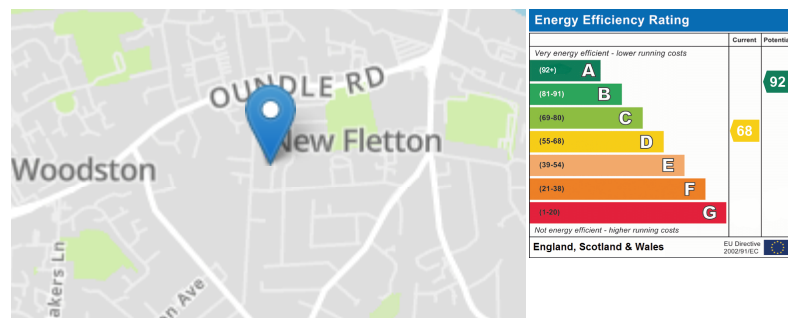 OUNDLE RD
New Fletton
Woodston
akers Ln
on Ave
Energy Efficiency Rating
Current
Potentia
Very energy efficient - lower running costs
(92+) A
92
(81-91) B
(69-80) C
(55-68) D
68
(39-54) E
(21-38) F
(1-20) G
Not energy efficient - higher running costs
England, Scotland & Wales
EU Directive
2002/91/EC